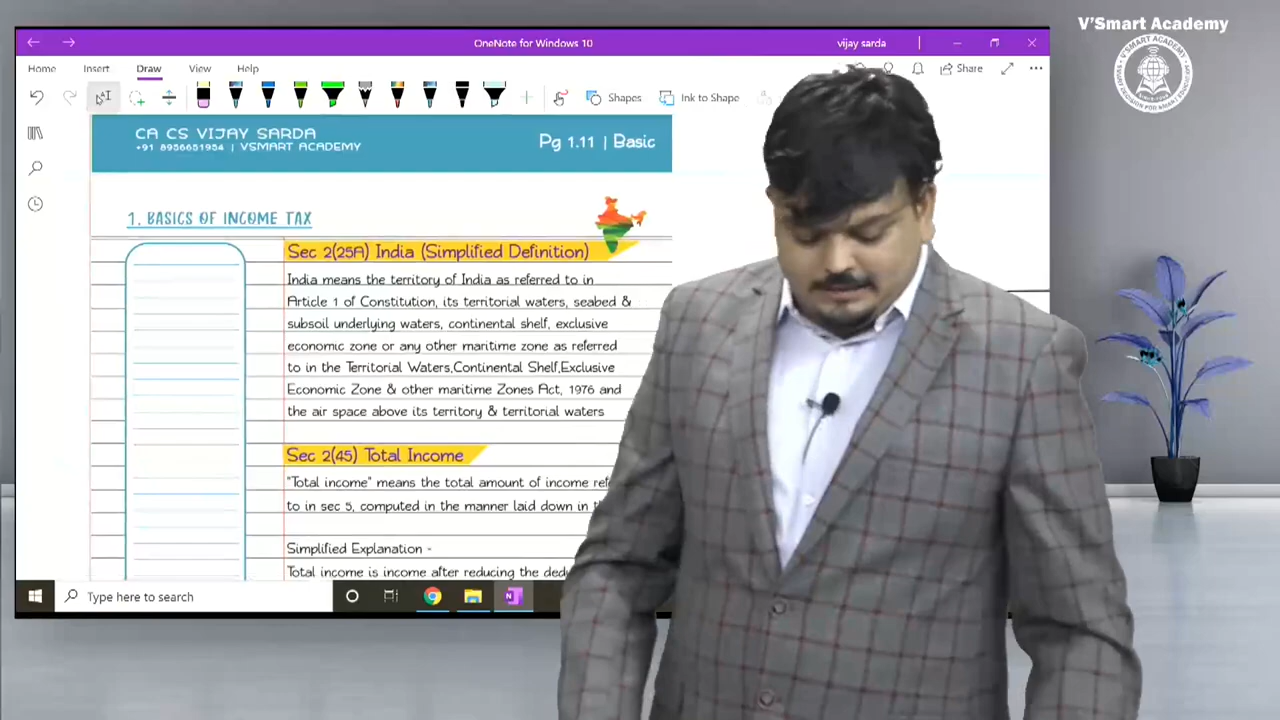 V'Smart Academy
OneNote for Windows 10
vijay sarda
Home Insert Draw View Help
Share
Shapes
Ink to Shape
CA CS VIJAY SARDA
+91 8956651954 | VSMART ACADEMY
Pg 1.11 | Basic
1. BASICS OF INCOME TAX
Sec 2(25A) India (Simplified Definition)
India means the territory of India as referred to in
Article 1 of Constitution, its territorial waters, seabed &
subsoil underlying waters, continental shelf, exclusive
economic zone or any other maritime zone as referred
to in the Territorial Waters,Continental Shelf,Exclusive
Economic Zone & other maritime Zones Act, 1976 and
the air space above its territory & territorial waters
Sec 2(45) Total Income
"Total income" means the total amount of income
to in sec 5, computed in the manner laid down in
Simplified Explanation -
Total income is income after reducing the
Type here to search